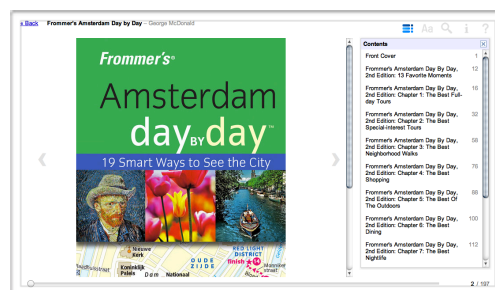 « Back Frommer's Amsterdam Day by Day – George McDonald
Aa i ?
Frommer's®
Amsterdam
day BY day™
19 Smart Ways to See the City
Nieuwe
Kerk
Koninklijk
Paleis
Dam
Nationaal
OUDE
ZIJDE
RED LIGHT
DISTRICT
finish
14
straat
Contents
Front Cover 1
Frommer's Amsterdam Day By Day, 12
2nd Edition: 13 Favorite Moments
Frommer's Amsterdam Day By Day, 16
2nd Edition: Chapter 1: The Best Full-
day Tours
Frommer's Amsterdam Day By Day, 32
2nd Edition: Chapter 2: The Best
Special-interest Tours
Frommer's Amsterdam Day By Day, 58
2nd Edition: Chapter 3: The Best
Neighborhood Walks
Frommer's Amsterdam Day By Day, 76
2nd Edition: Chapter 4: The Best
Shopping
Frommer's Amsterdam Day By Day, 88
2nd Edition: Chapter 5: The Best Of
The Outdoors
Frommer's Amsterdam Day By Day, 100
2nd Edition: Chapter 6: The Best
Dining
Frommer's Amsterdam Day By Day, 112
2nd Edition: Chapter 7: The Best
Nightlife
2 / 197